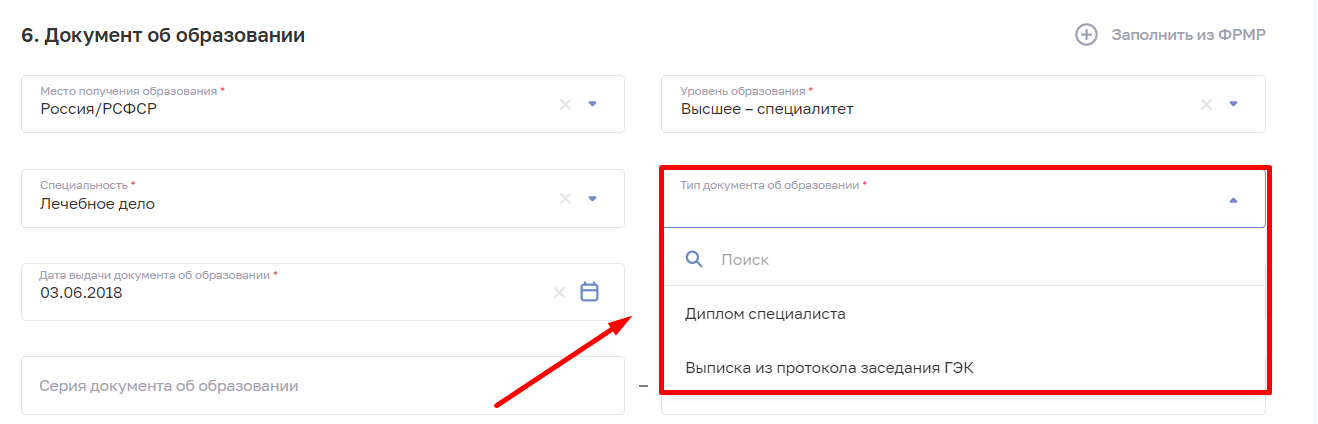 6. Документ об образовании
Заполнить из ФРМР
Место получения образования *
Россия/РСФСР
Уровень образования *
Высшее – специалитет
Специальность *
Лечебное дело
Тип документа об образовании *
Поиск
Дата выдачи документа об образовании *
03.06.2018
Диплом специалиста
Выписка из протокола заседания ГЭК
Серия документа об образовании
–